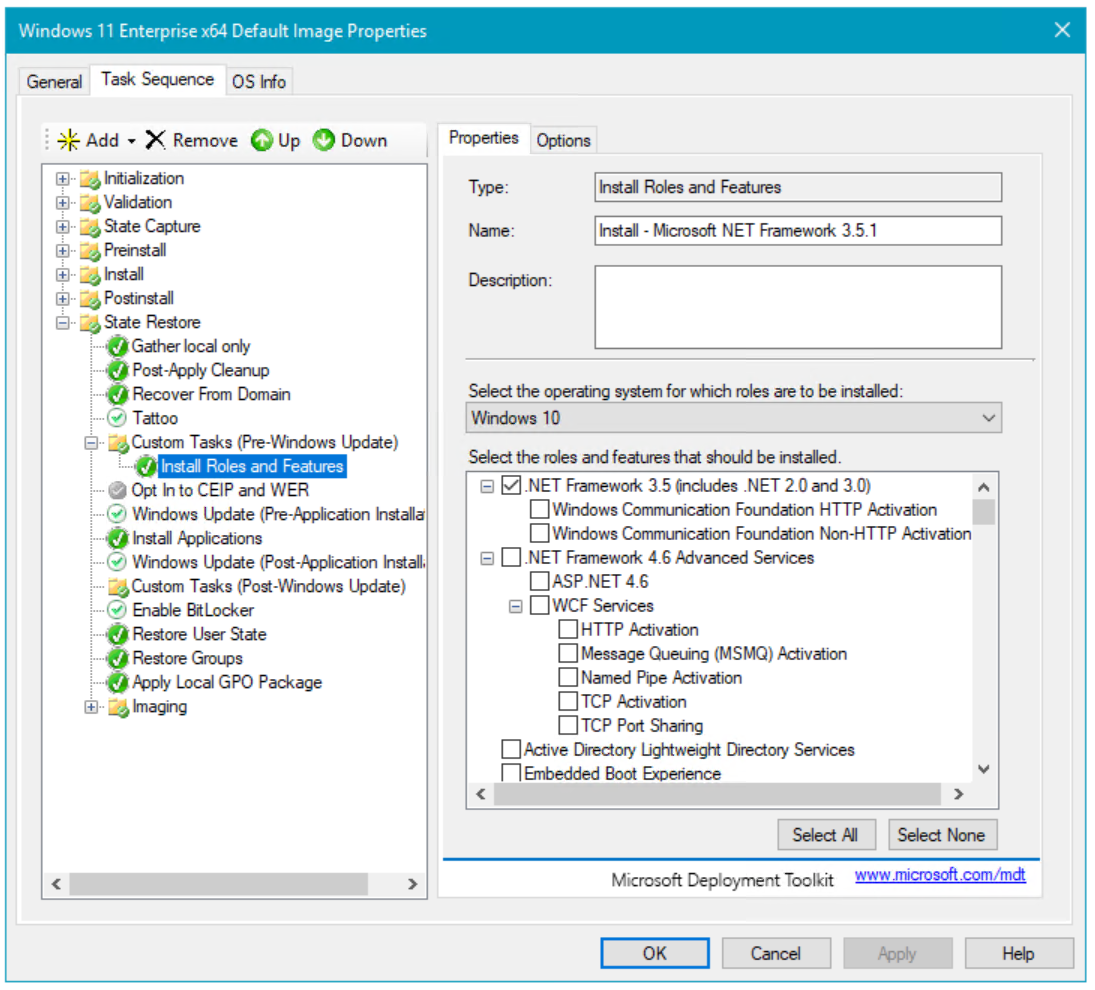 Windows 11 Enterprise x64 Default Image Properties
General
Task Sequence
OS Info
Add
Remove
Up
Down
Initialization
Validation
State Capture
Preinstall
Install
Postinstall
State Restore
Gather local only
Post-Apply Cleanup
Recover From Domain
Tattoo
Custom Tasks (Pre-Windows Update)
Install Roles and Features
Opt In to CEIP and WER
Windows Update (Pre-Application Installa
Install Applications
Windows Update (Post-Application Install
Custom Tasks (Post-Windows Update)
Enable BitLocker
Restore User State
Restore Groups
Apply Local GPO Package
Imaging
Properties
Options
Type:
Install Roles and Features
Name:
Install - Microsoft NET Framework 3.5.1
Description:
Select the operating system for which roles are to be installed:
Windows 10
Select the roles and features that should be installed.
.NET Framework 3.5 (includes .NET 2.0 and 3.0)
Windows Communication Foundation HTTP Activation
Windows Communication Foundation Non-HTTP Activation
.NET Framework 4.6 Advanced Services
ASP.NET 4.6
WCF Services
HTTP Activation
Message Queuing (MSMQ) Activation
Named Pipe Activation
TCP Activation
TCP Port Sharing
Active Directory Lightweight Directory Services
Embedded Boot Experience
Select All
Select None
Microsoft Deployment Toolkit
www.microsoft.com/mdt
OK
Cancel
Apply
Help